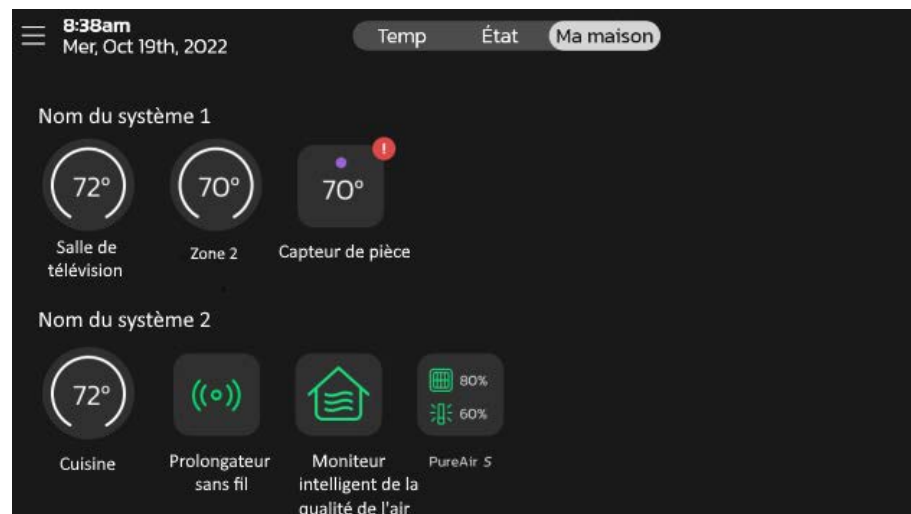 8:38am
Mer, Oct 19th, 2022
Temp État Ma maison
Nom du système 1
72° 70° 70° !
Salle de télévision Zone 2 Capteur de pièce
Nom du système 2
72° 80%
60%
Cuisine Prolongateur sans fil Moniteur intelligent de la qualité de l'air PureAir S